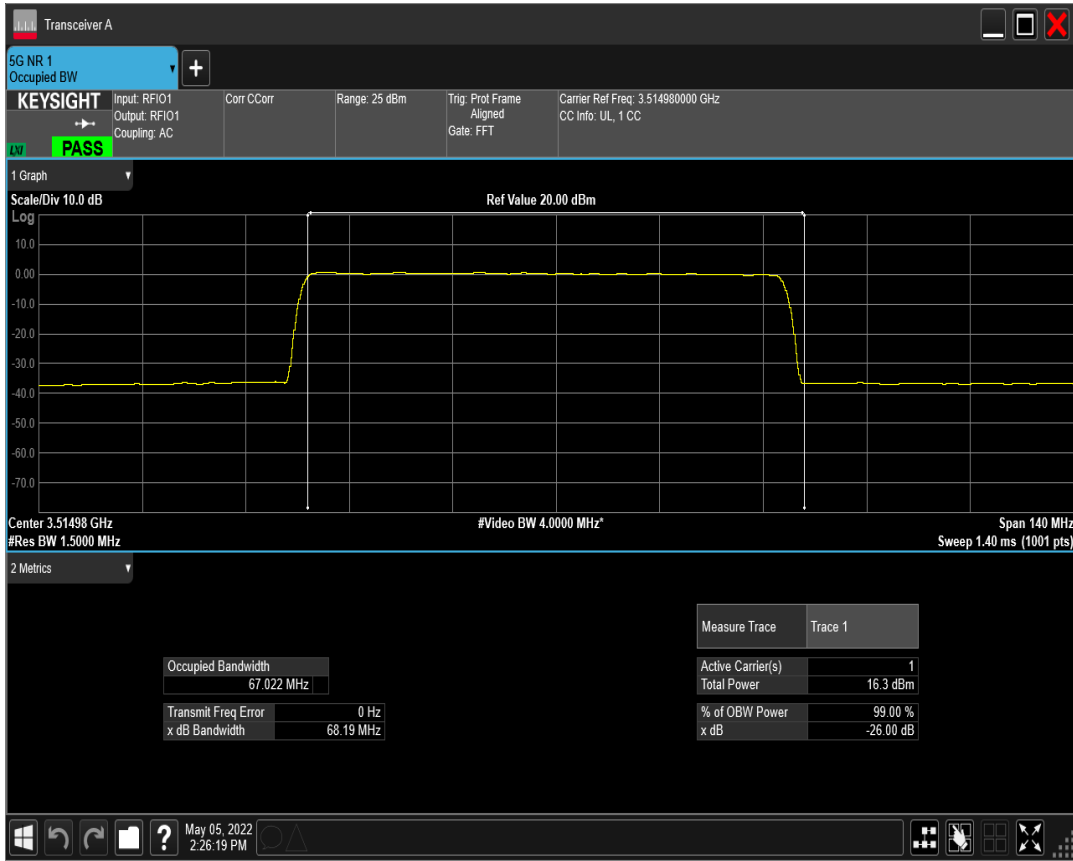 Transceiver A
5G NR 1
Occupied BW
+
KEYSIGHT
LXI
PASS
Input: RFIO1
Output: RFIO1
Coupling: AC
Corr CCorr
Range: 25 dBm
Trig: Prot Frame
Aligned
Gate: FFT
Carrier Ref Freq: 3.514980000 GHz
CC Info: UL, 1 CC
1 Graph
Scale/Div 10.0 dB
Ref Value 20.00 dBm
Log
10.0
0.00
-10.0
-20.0
-30.0
-40.0
-50.0
-60.0
-70.0
Center 3.51498 GHz
#Video BW 4.0000 MHz*
Span 140 MHz
#Res BW 1.5000 MHz
Sweep 1.40 ms (1001 pts)
2 Metrics
Measure Trace Trace 1
Occupied Bandwidth
67.022 MHz
Active Carrier(s) 1
Total Power 16.3 dBm
Transmit Freq Error 0 Hz
x dB Bandwidth 68.19 MHz
% of OBW Power 99.00 %
x dB -26.00 dB
?
May 05, 2022
2:26:19 PM